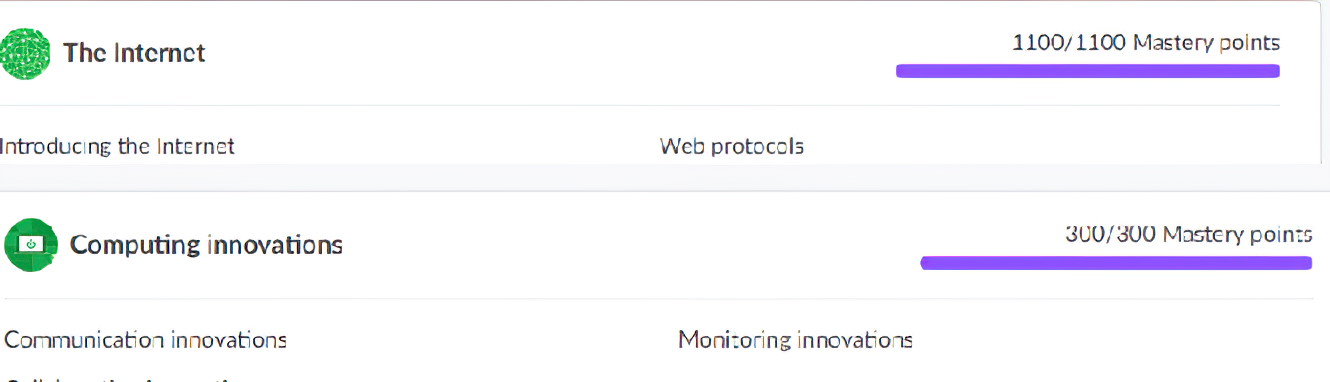 The Internet
1100/1100 Mastery points
Introducing the Internet
Web protocols
Computing innovations
300/300 Mastery points
Communication innovations
Monitoring innovations